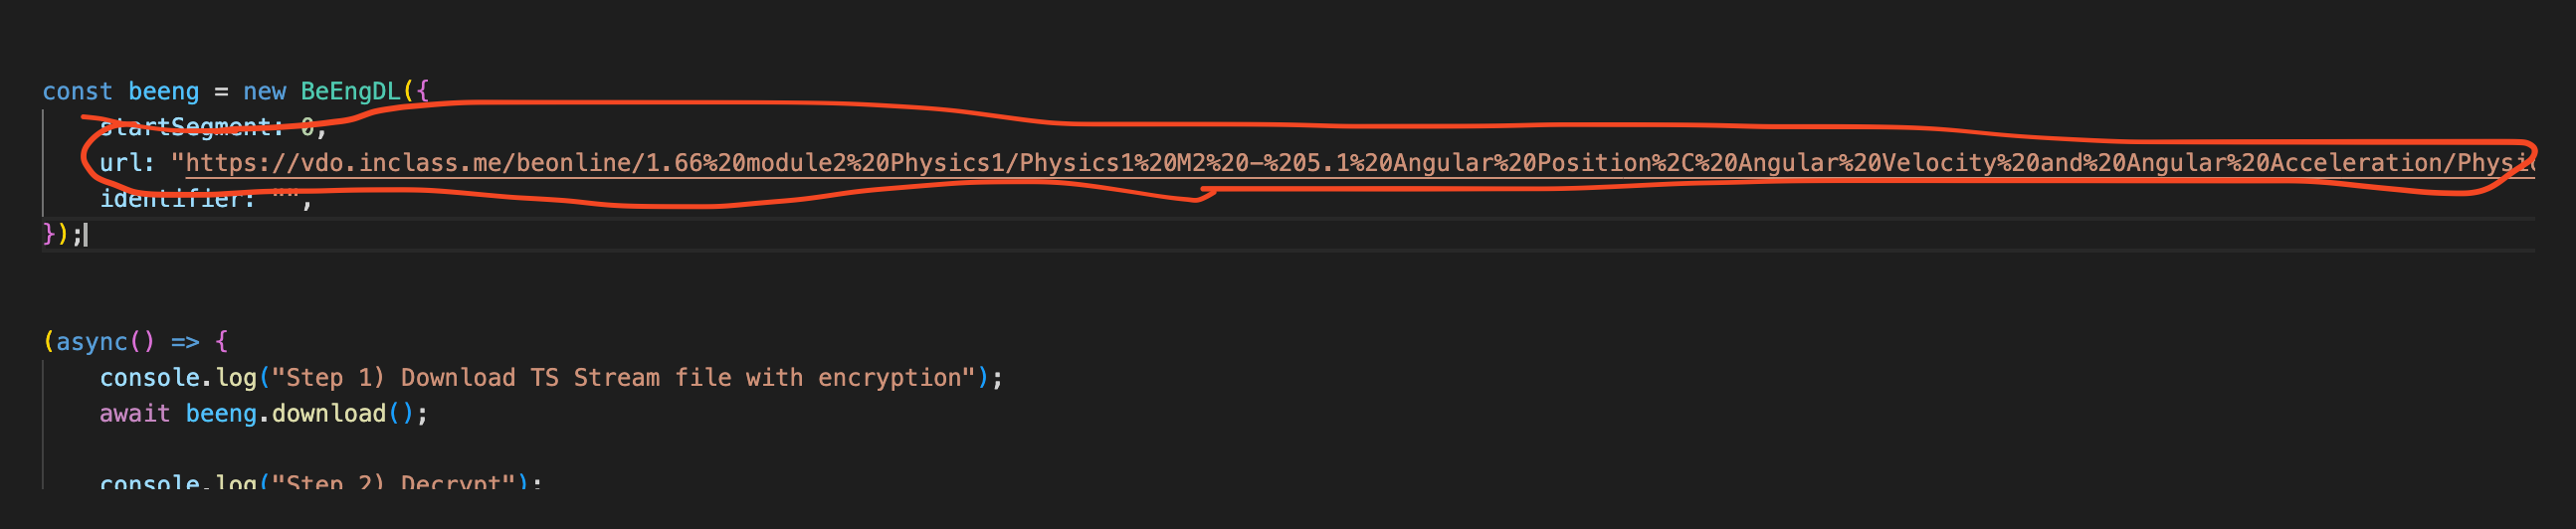 const beeng = new BeEngDL({
startSegment: 0,
url: "https://vdo.inclass.me/beonline/1.66%20module2%20Physics1/Physics1%20M2%20-%205.1%20Angular%20Position%2C%20Angular%20Velocity%20and%20Angular%20Acceleration/Physi
identifier: "",
});
(async() => {
console.log("Step 1) Download TS Stream file with encryption");
await beeng.download();
console.log("Step 2) Decrypt");